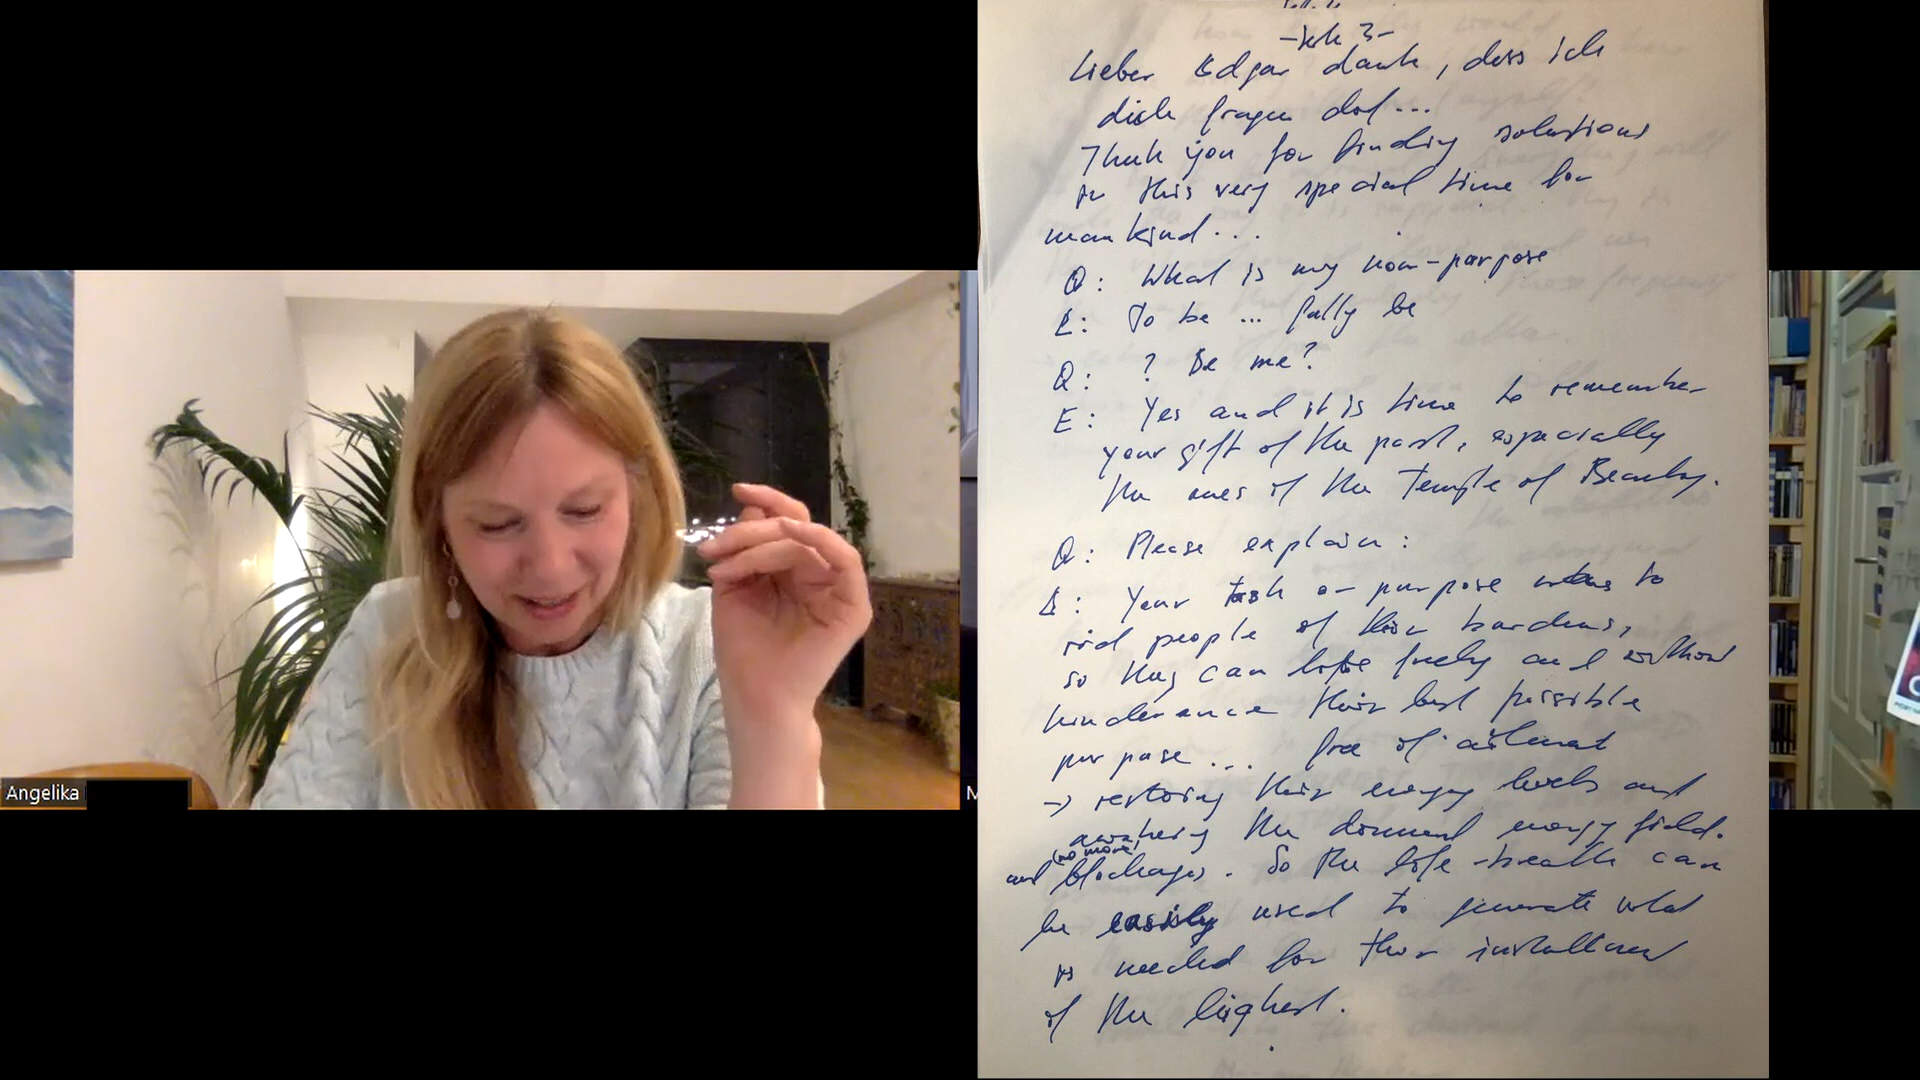 Lieber Edgar danke, dass ich
dich fragen darf...
Thank you for finding solutions
in this very special time for
mankind...
Q: What is my now-purpose
E: To be ... fully be
Q: ? Be me?
E: Yes and it is time to remember
your gift of the past, especially
the ones of the Temple of Beauty.
Q: Please explain:
E: Your task or purpose was to
rid people of their burdens,
so they can live freely and without
hinderance their best possible
purpose ... free of
→ restoring their energy levels and
awakening the dormant energy field.
and (no more) blockages. So the life-breath can
be easily used to generate what
is needed for their
of the highest.
Angelika
M